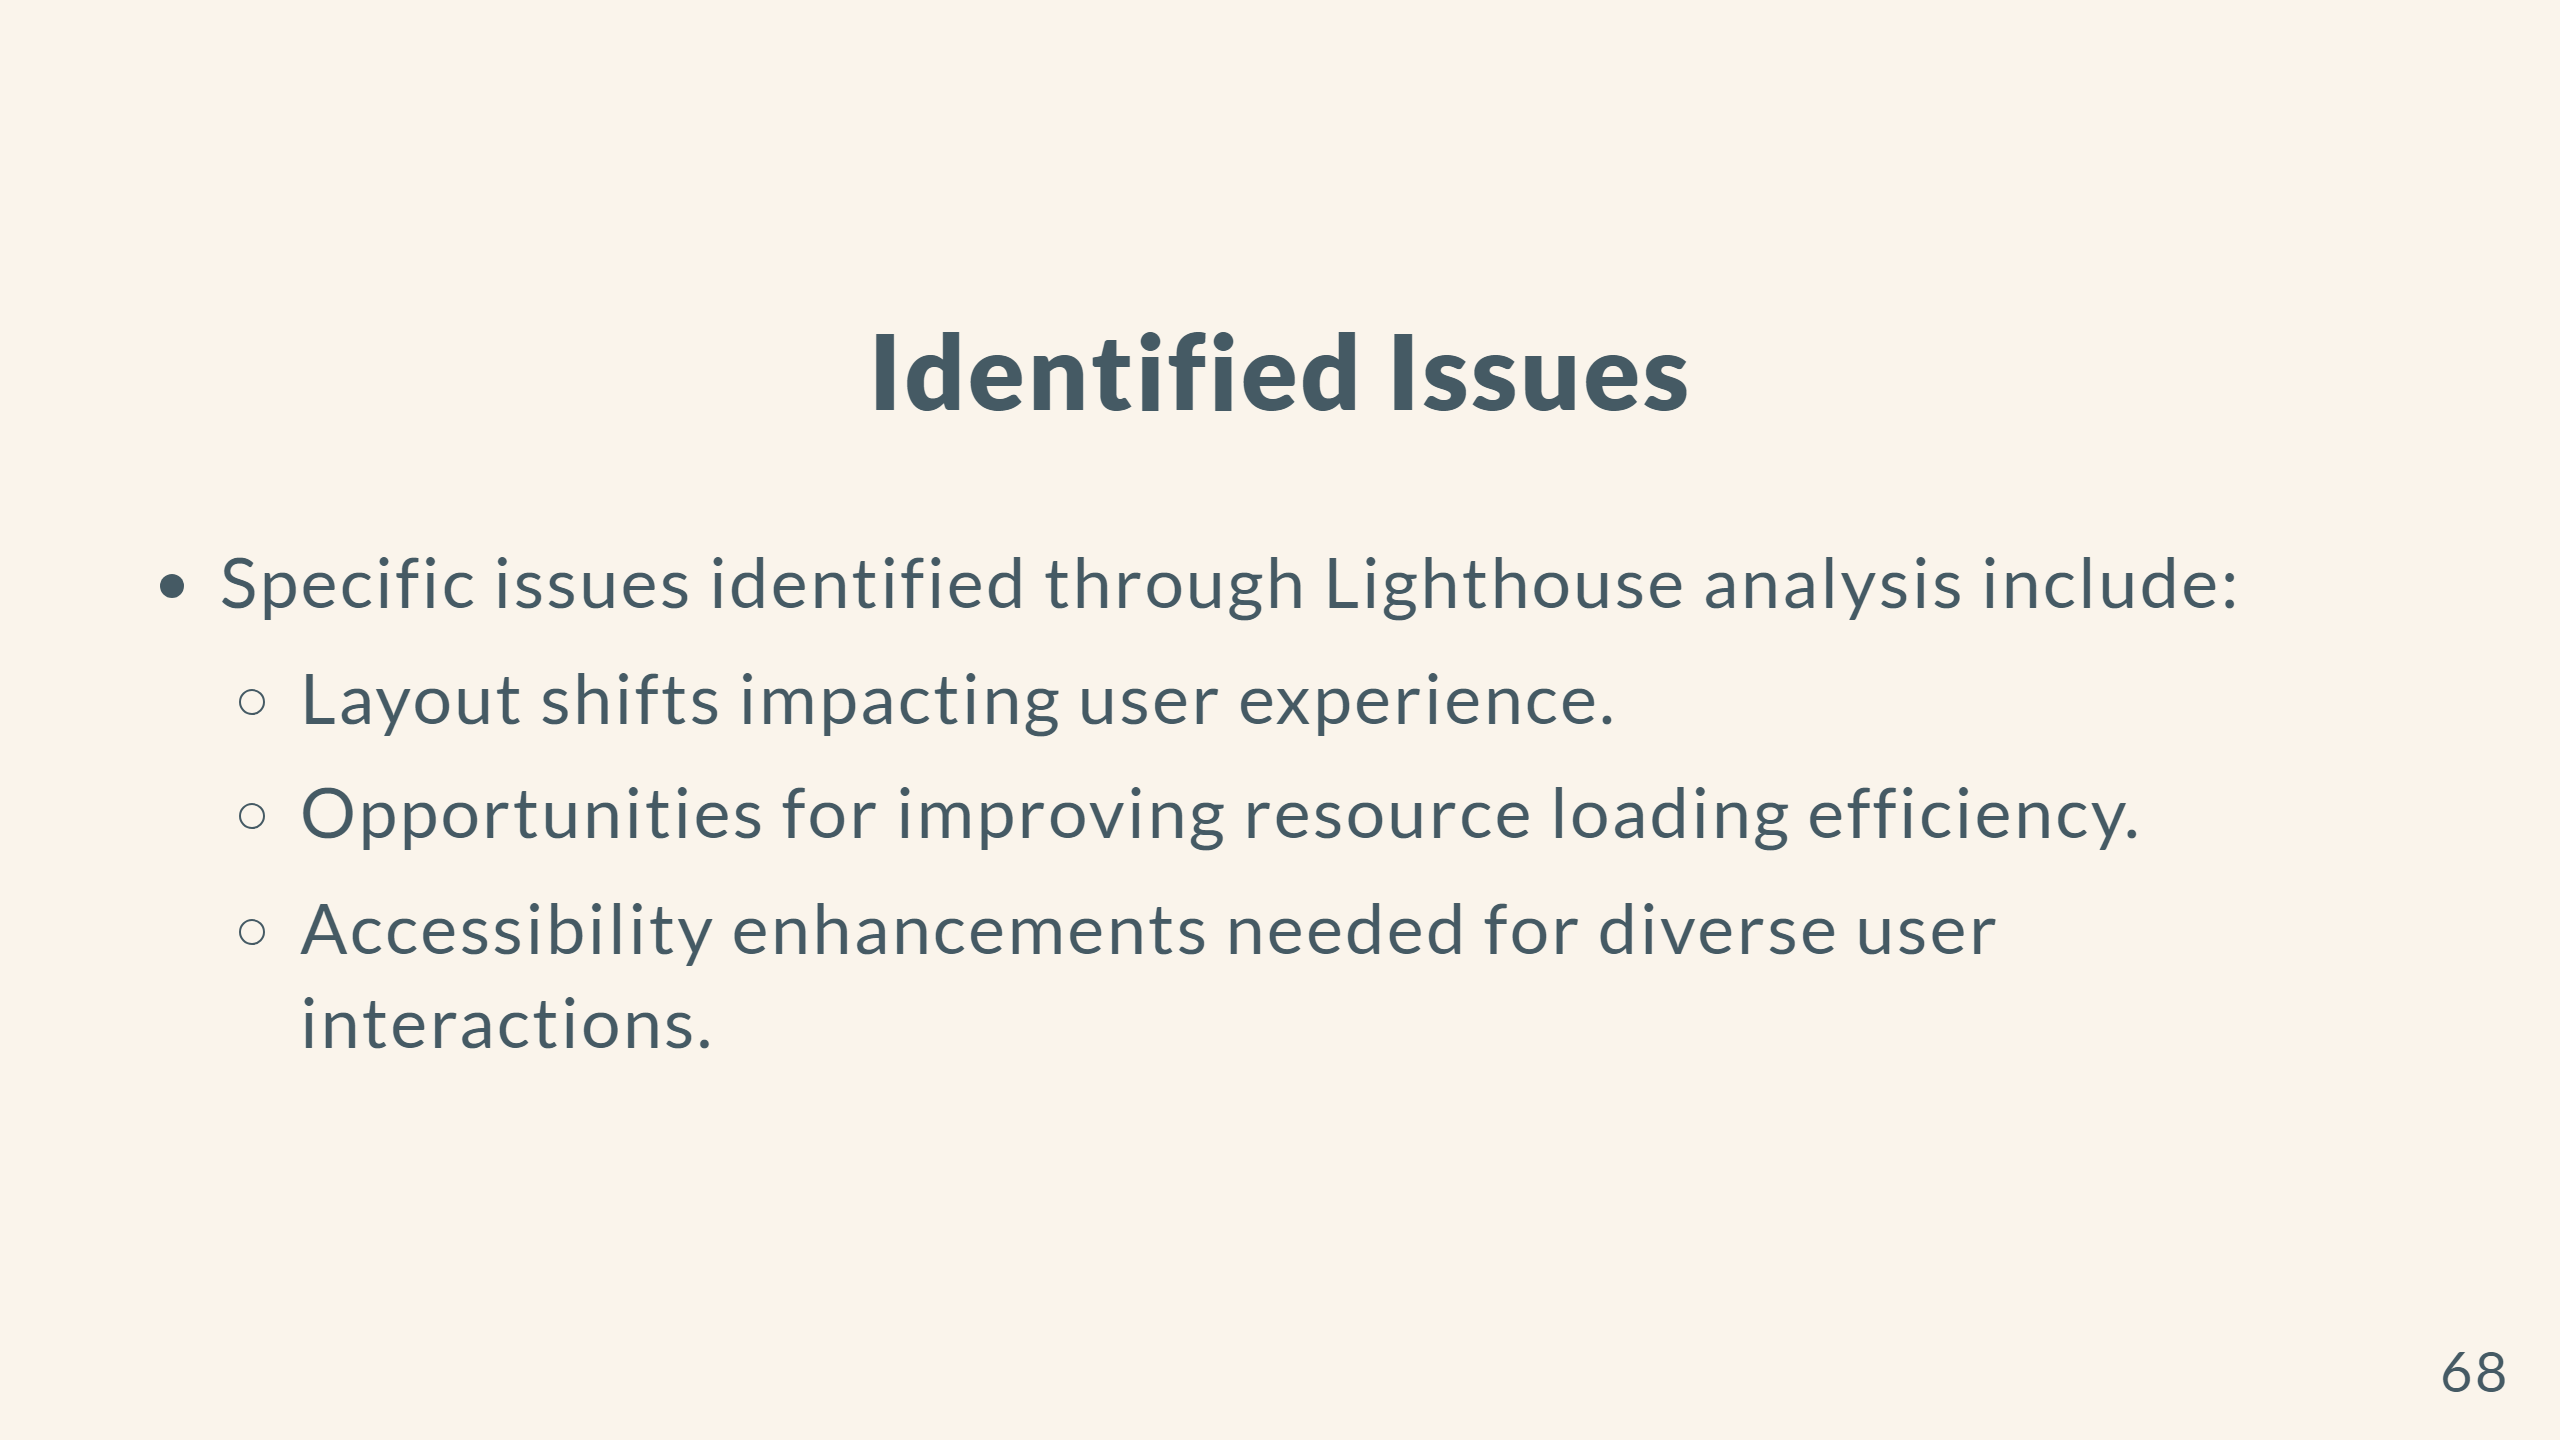 Identified Issues
• Specific issues identified through Lighthouse analysis include:
○ Layout shifts impacting user experience.
○ Opportunities for improving resource loading efficiency.
○ Accessibility enhancements needed for diverse user
interactions.
68